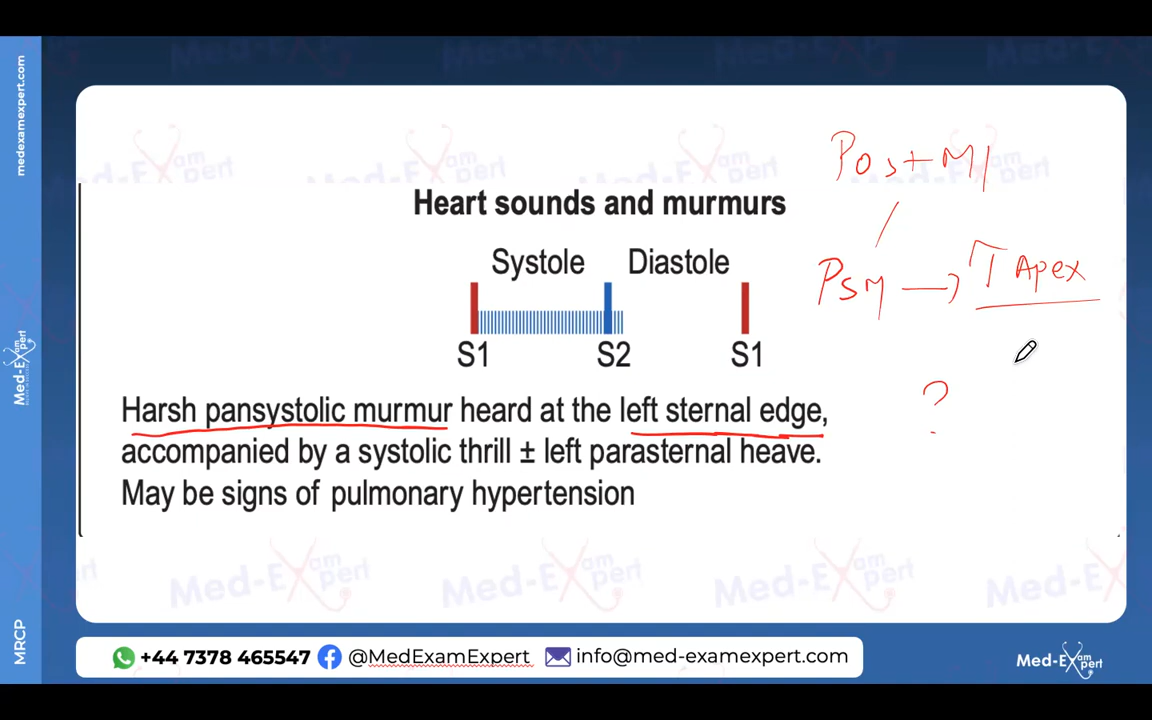 medexamexpert.com
Med-Expert
MRCP
Heart sounds and murmurs
Systole Diastole
S1 S2 S1
Harsh pansystolic murmur heard at the left sternal edge,
accompanied by a systolic thrill ± left parasternal heave.
May be signs of pulmonary hypertension
Post MI
PSM → Apex
?
+44 7378 465547 @MedExamExpert info@med-examexpert.com
Med-Expert